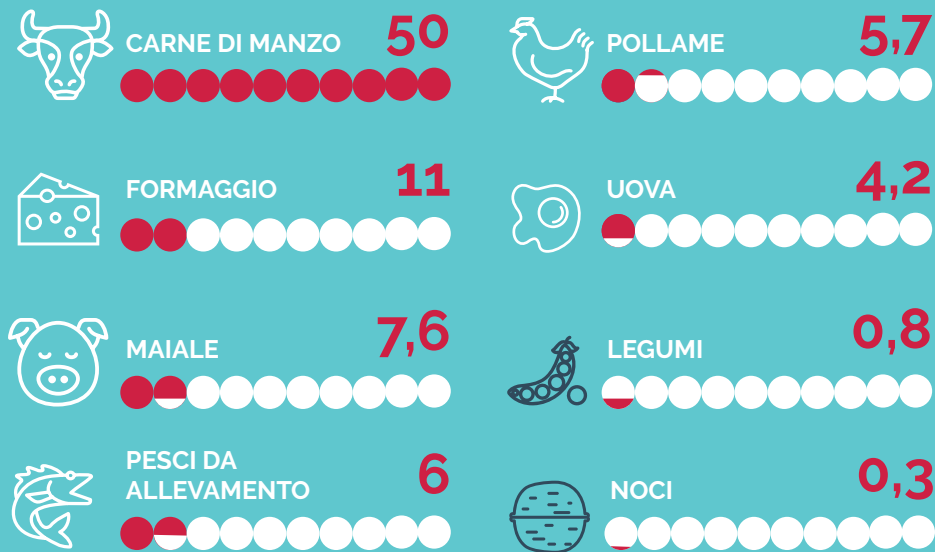 CARNE DI MANZO 50
FORMAGGIO 11
MAIALE 7,6
PESCI DA
ALLEVAMENTO 6
POLLAME 5,7
UOVA 4,2
LEGUMI 0,8
NOCI 0,3